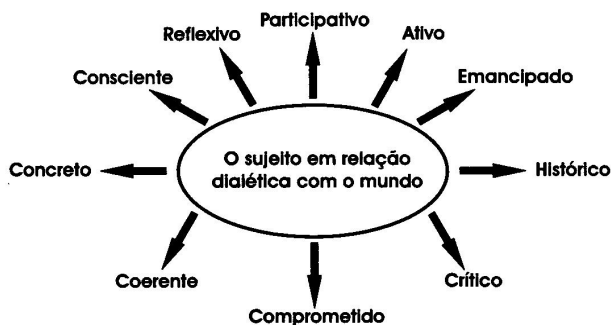 Participativo
Reflexivo
Ativo
Consciente
Emancipado
O sujeito em relação
dialética com o mundo
Concreto
Histórico
Coerente
Crítico
Comprometido